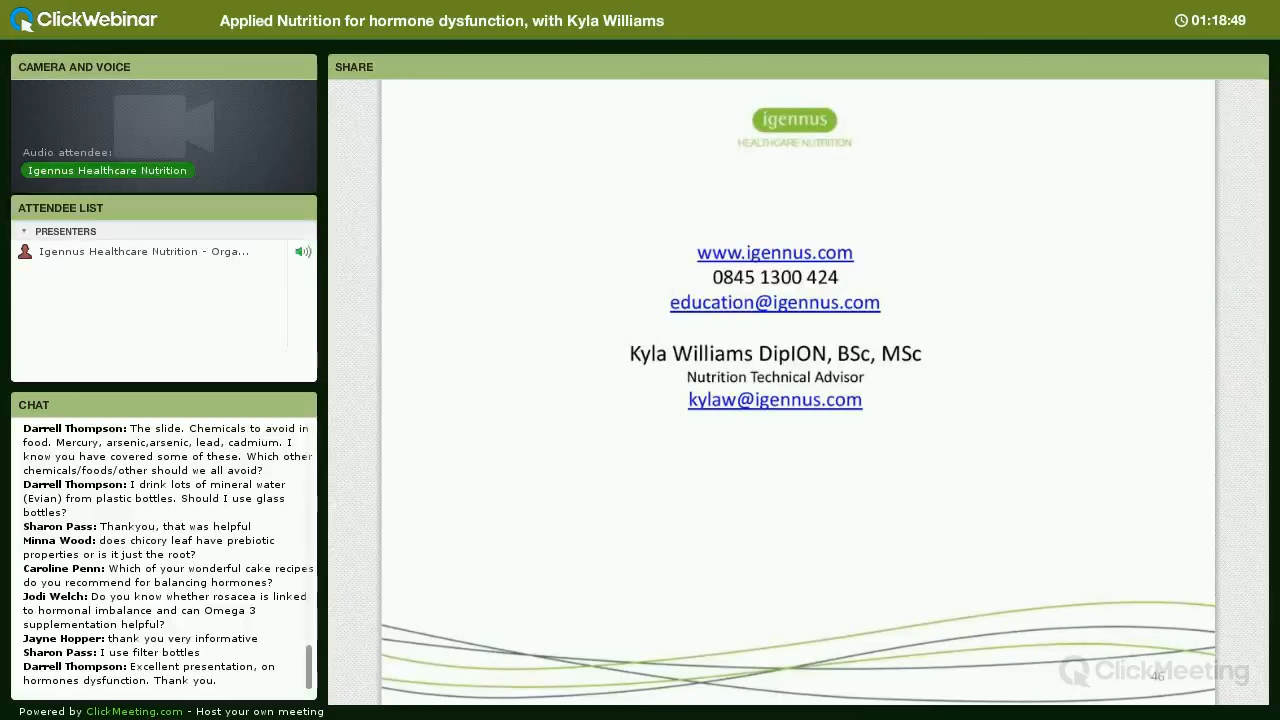 ClickWebinar
Applied Nutrition for hormone dysfunction, with Kyla Williams
01:18:49
CAMERA AND VOICE
Audio attendee:
Igennus Healthcare Nutrition
ATTENDEE LIST
PRESENTERS
Igennus Healthcare Nutrition - Orga...
CHAT
Darrell Thompson: The slide. Chemicals to avoid in
food. Mercury, arsenic,arsenic, lead, cadmium. I
know you have covered some of these. Which other
chemicals/foods/other should we all avoid?
Darrell Thompson: I drink lots of mineral water
(Evian) from plastic bottles. Should I use glass
bottles?
Sharon Pass: Thankyou, that was helpful
Minna Wood: does chicory leaf have prebiotic
properties or is it just the root?
Caroline Penn: Which of your wonderful cake recipes
do you recommend for balancing hormones?
Jodi Welch: Do you know whether rosacea is linked
to hormonal imbalance and can Omega 3
supplementation helpful?
Jayne Hopper: thank you very informative
Sharon Pass: I use filter bottles
Darrell Thompson: Excellent presentation, on
hormones dysfunction. Thank you.
SHARE
igennus
HEALTHCARE NUTRITION
www.igennus.com
0845 1300 424
education@igennus.com
Kyla Williams DipION, BSc, MSc
Nutrition Technical Advisor
kylaw@igennus.com
ClickMeeting
46
Powered by ClickMeeting.com - Host your own meeting